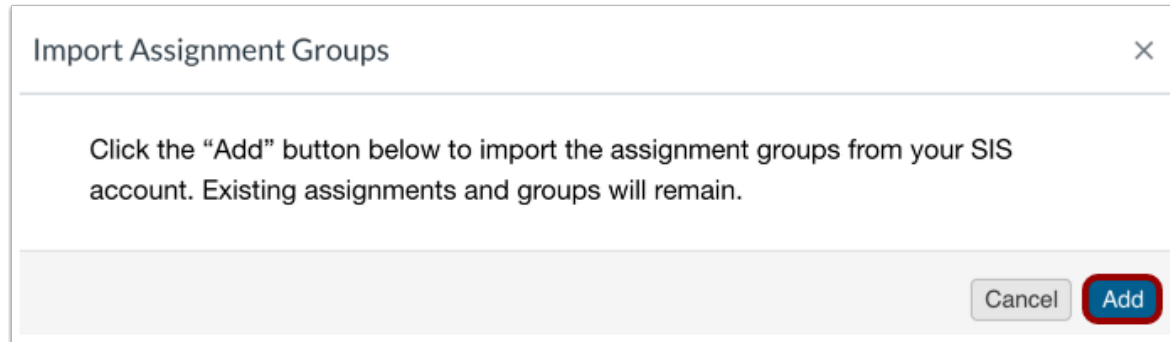 Import Assignment Groups
Click the “Add” button below to import the assignment groups from your SIS
account. Existing assignments and groups will remain.
Cancel Add